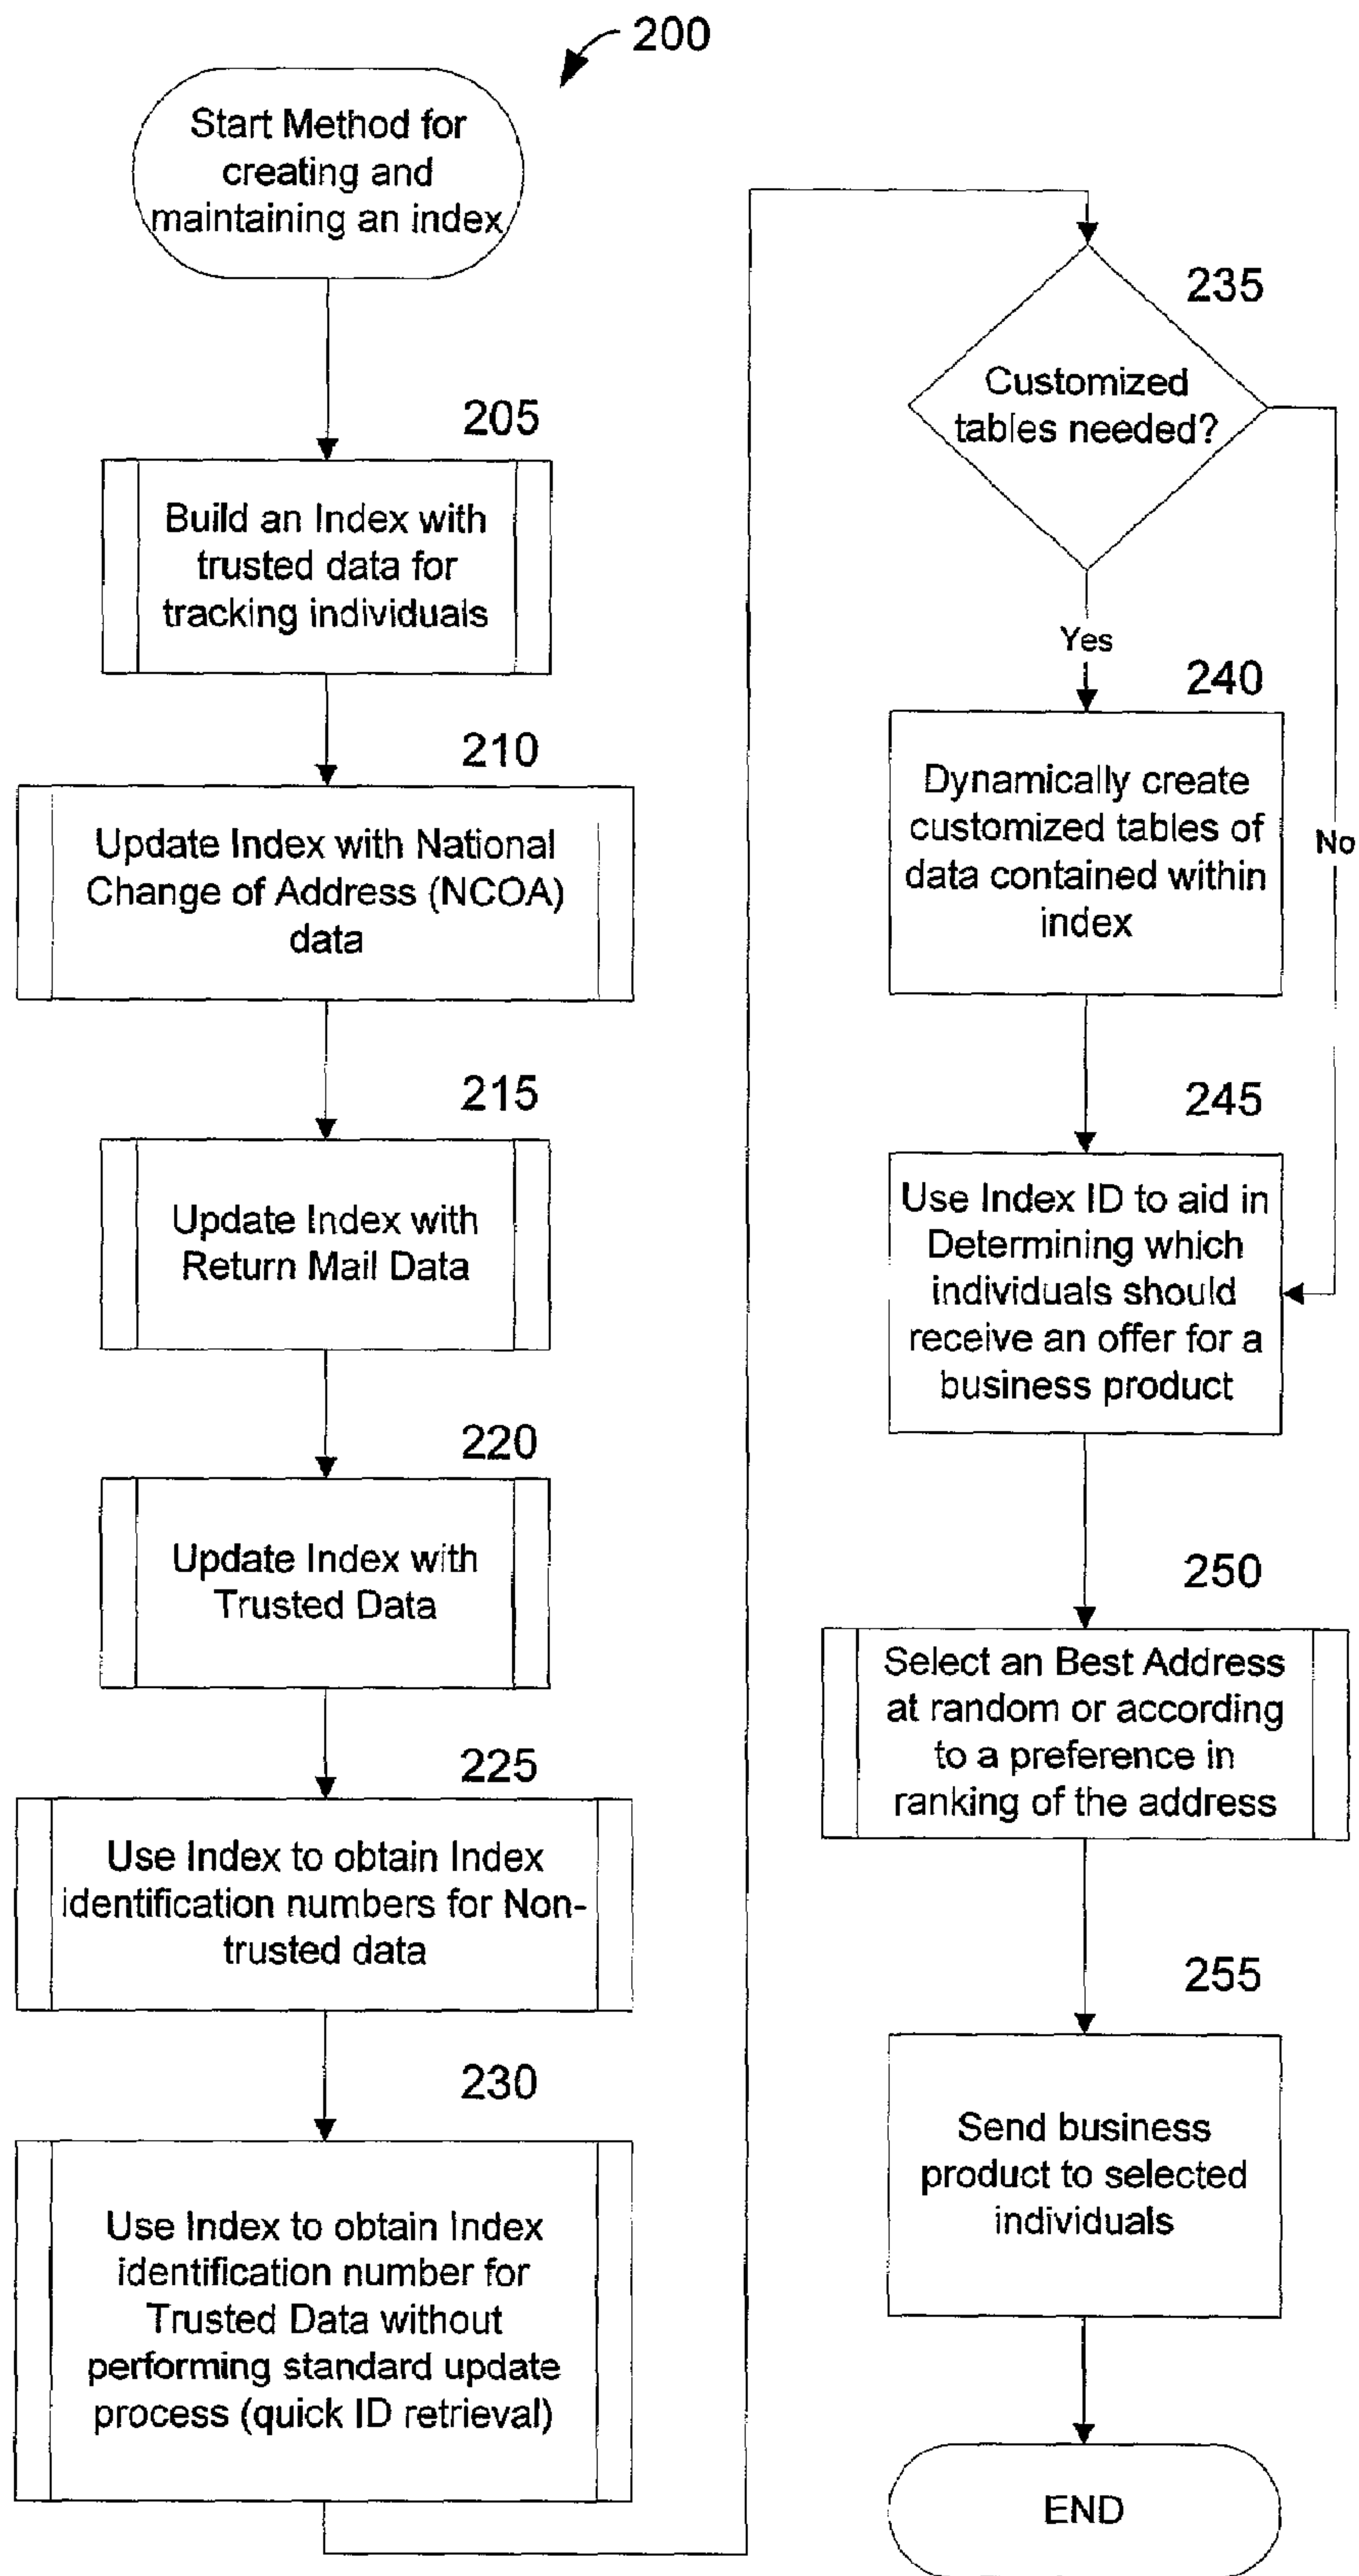 200
Start Method for
creating and
maintaining an index
205
Build an Index with
trusted data for
tracking individuals
210
Update Index with National
Change of Address (NCOA)
data
215
Update Index with
Return Mail Data
220
Update Index with
Trusted Data
225
Use Index to obtain Index
identification numbers for Non-
trusted data
230
Use Index to obtain Index
identification number for
Trusted Data without
performing standard update
process (quick ID retrieval)
235
Customized
tables needed?
Yes
No
240
Dynamically create
customized tables of
data contained within
index
245
Use Index ID to aid in
Determining which
individuals should
receive an offer for a
business product
250
Select an Best Address
at random or according
to a preference in
ranking of the address
255
Send business
product to selected
individuals
END